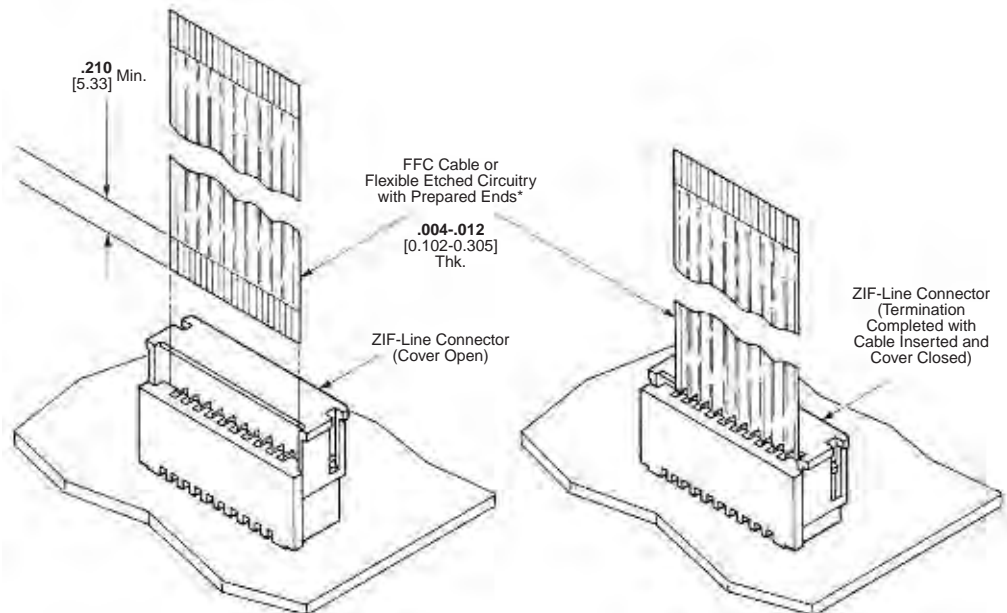 .210
[5.33] Min.
FFC Cable or
Flexible Etched Circuitry
with Prepared Ends*
.004-.012
[0.102-0.305]
Thk.
ZIF-Line Connector
(Cover Open)
ZIF-Line Connector
(Termination
Completed with
Cable Inserted and
Cover Closed)